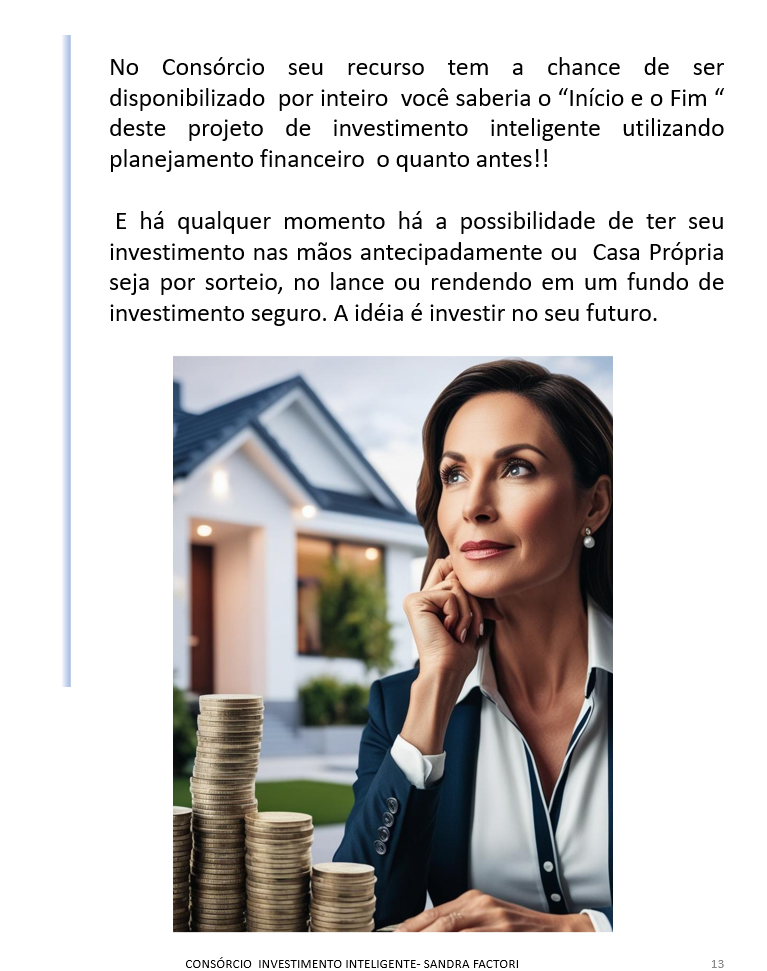 No Consórcio seu recurso tem a chance de ser
disponibilizado por inteiro você saberia o “Início e o Fim “
deste projeto de investimento inteligente utilizando
planejamento financeiro o quanto antes!!
E há qualquer momento há a possibilidade de ter seu
investimento nas mãos antecipadamente ou Casa Própria
seja por sorteio, no lance ou rendendo em um fundo de
investimento seguro. A idéia é investir no seu futuro.
CONSÓRCIO INVESTIMENTO INTELIGENTE- SANDRA FACTORI
13